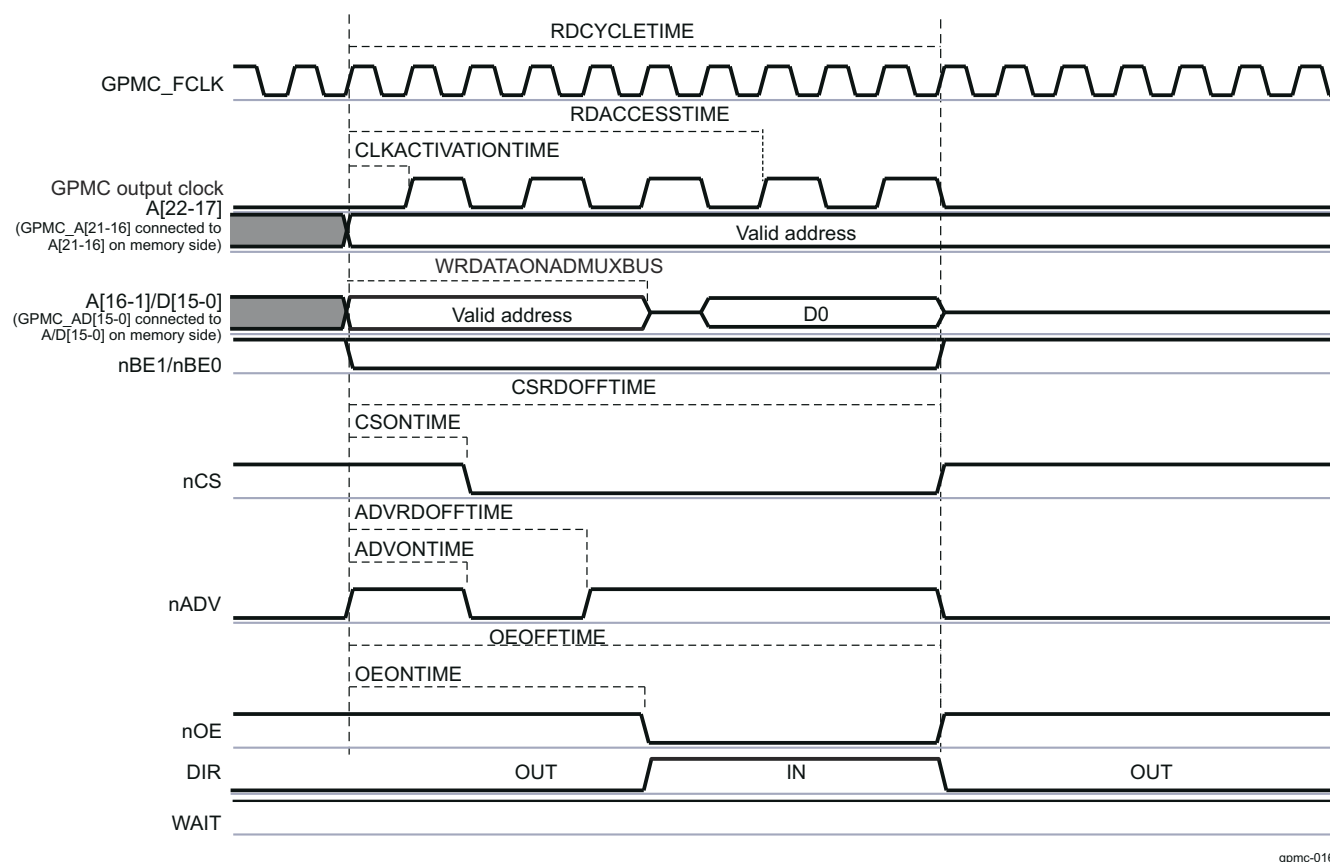 RDCYCLETIME
GPMC_FCLK
RDACCESSTIME
CLKACTIVATIONTIME
GPMC output clock
A[22-17]
(GPMC_A[21-16] connected to
A[21-16] on memory side)
Valid address
WRDATAONADMUXBUS
A[16-1]/D[15-0]
(GPMC_AD[15-0] connected to
A/D[15-0] on memory side)
Valid address
D0
nBE1/nBE0
CSRDOFFTIME
CSONTIME
nCS
ADVRDOFFTIME
ADVONTIME
nADV
OEOFFTIME
OEONTIME
nOE
DIR
OUT
IN
OUT
WAIT
gpmc-016